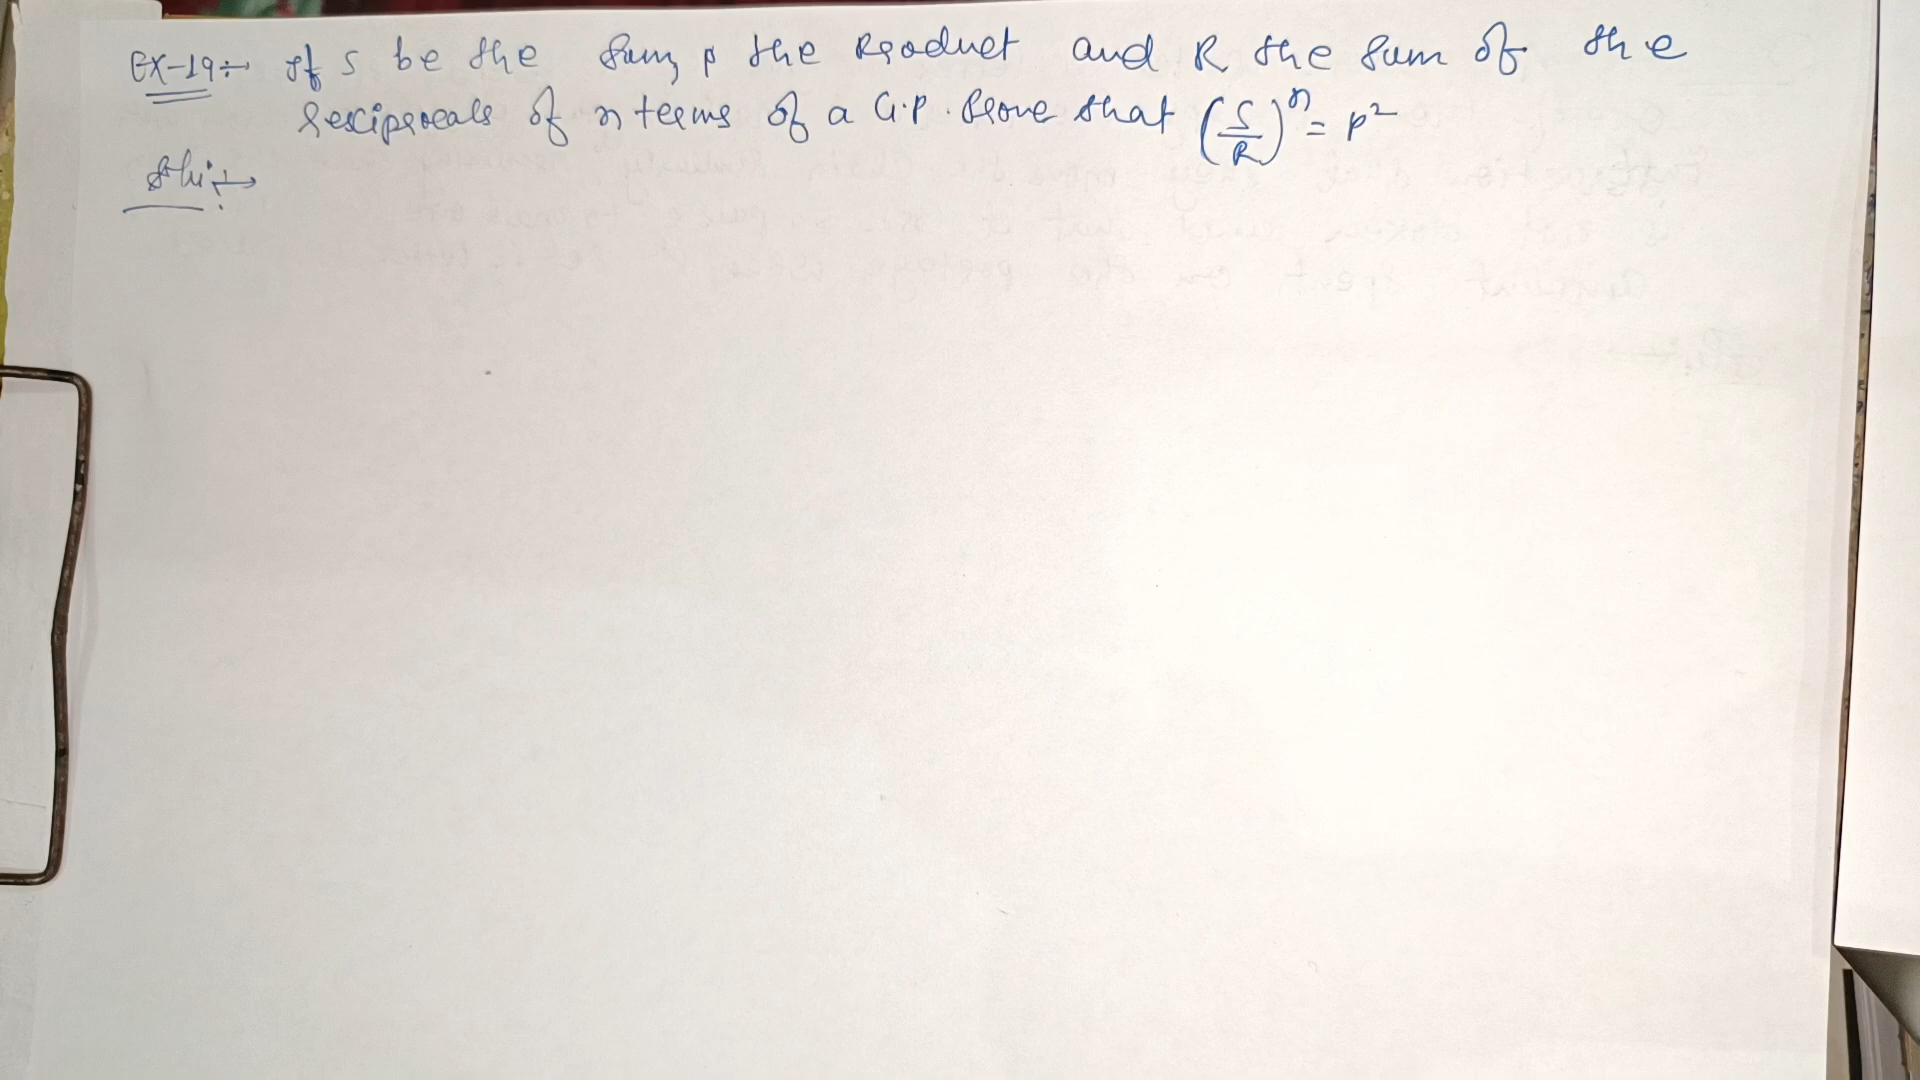 Ex-19:→ If S be the Sum, p the Product and R the Sum of the
Reciprocals of n terms of a G.P. Prove that (S/R)^n = p²
Sol:→